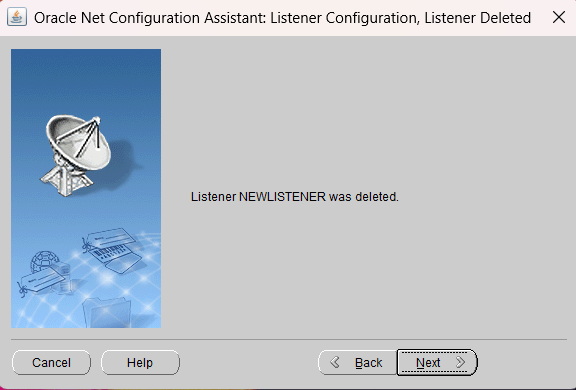 Oracle Net Configuration Assistant: Listener Configuration, Listener Deleted
Listener NEWLISTENER was deleted.
Cancel
Help
Back
Next